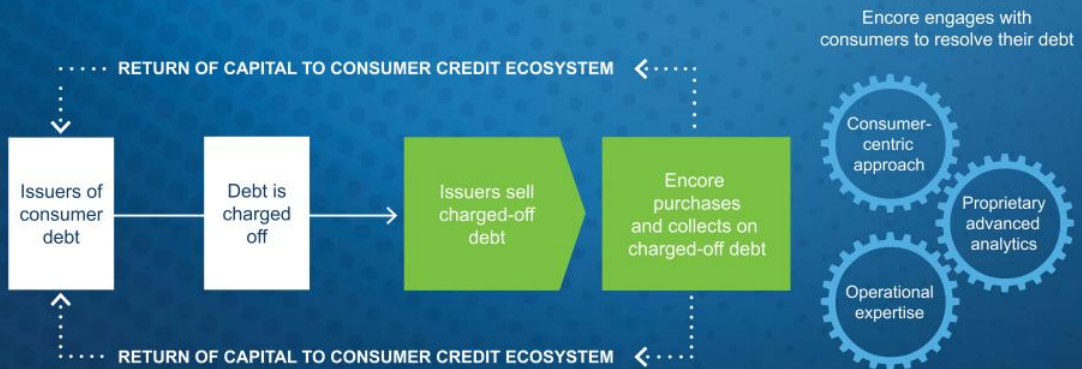 Encore engages with
consumers to resolve their debt
RETURN OF CAPITAL TO CONSUMER CREDIT ECOSYSTEM
Issuers of
consumer
debt
Debt is
charged
off
Issuers sell
charged-off
debt
Encore
purchases
and collects on
charged-off debt
Consumer-
centric
approach
Proprietary
advanced
analytics
Operational
expertise
RETURN OF CAPITAL TO CONSUMER CREDIT ECOSYSTEM